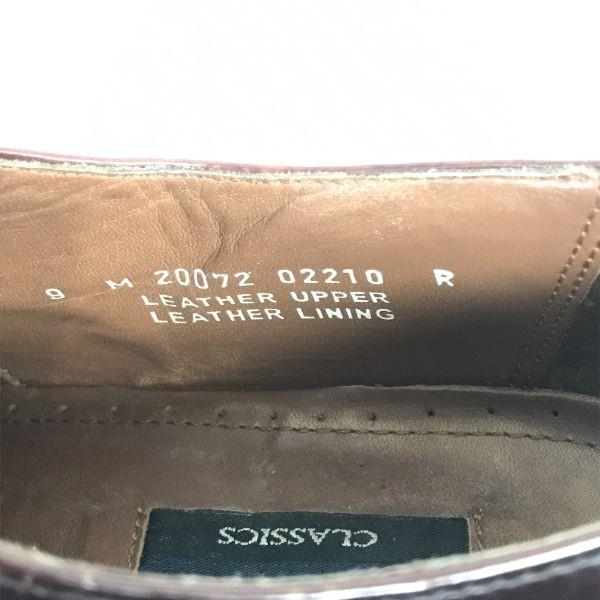 9 M 20072 02210 R
LEATHER UPPER
LEATHER LINING
CLASSICS